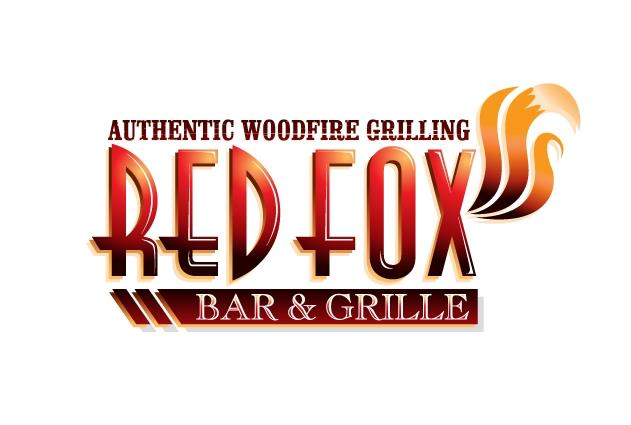 AUTHENTIC WOODFIRE GRILLING
RED FOX
BAR & GRILLE